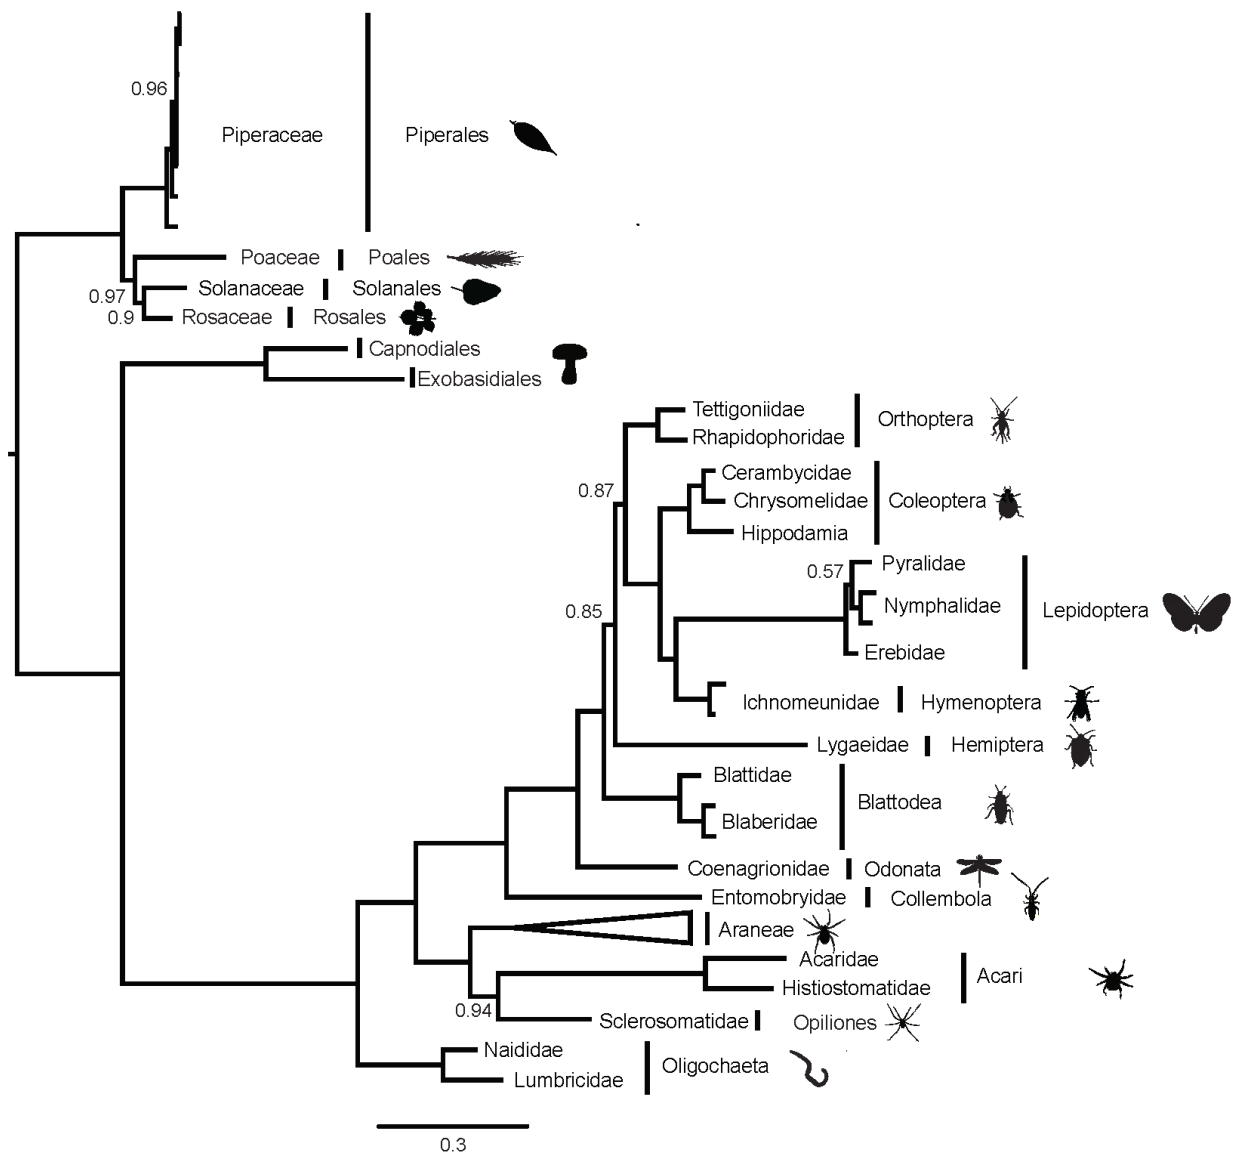 0.96
Piperaceae Piperales
Poaceae Poales
Solanaceae Solanales
0.97
0.9 Rosaceae Rosales
Capnodiales
Exobasidiales
Tettigoniidae
Orthoptera
Rhapidophoridae
Cerambycidae
0.87
Chrysomelidae Coleoptera
Hippodamia
Pyralidae
0.57
Nymphalidae
0.85 Lepidoptera
Erebidae
Ichnomeunidae Hymenoptera
Lygaeidae Hemiptera
Blattidae
Blattodea
Blaberidae
Coenagrionidae Odonata
Entomobryidae Collembola
Araneae
Acaridae
Acari
Histiostomatidae
0.94
Sclerosomatidae Opiliones
Naididae
Oligochaeta
Lumbricidae
0.3